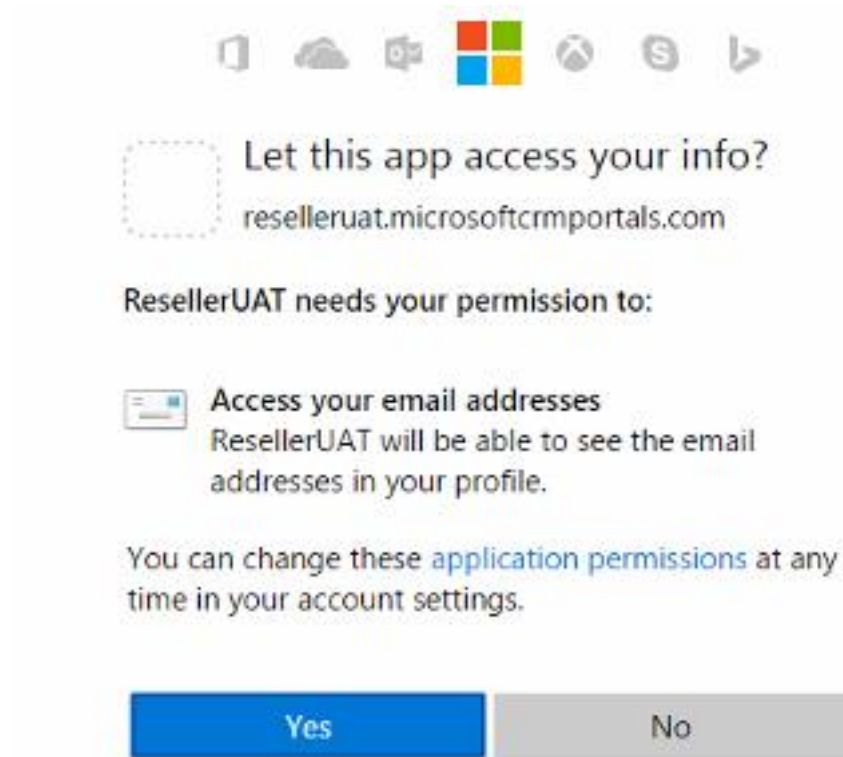 Let this app access your info?
reselleruat.microsoftcrmportals.com
ResellerUAT needs your permission to:
Access your email addresses
ResellerUAT will be able to see the email
addresses in your profile.
You can change these application permissions at any
time in your account settings.
Yes
No